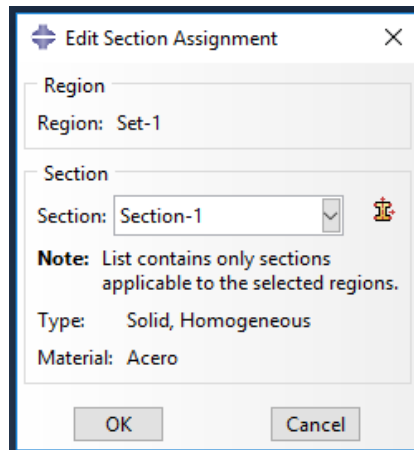 Edit Section Assignment
Region
Region: Set-1
Section
Section: Section-1
Note: List contains only sections
applicable to the selected regions.
Type: Solid, Homogeneous
Material: Acero
OK Cancel